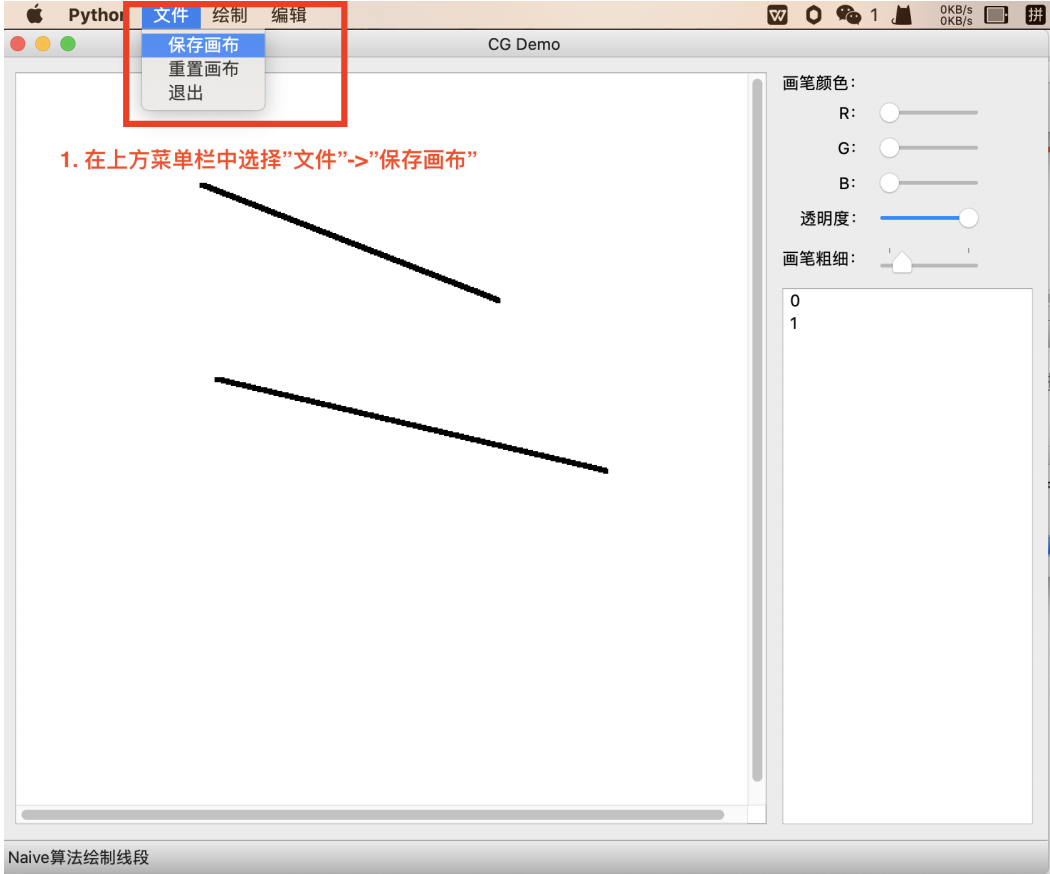 Python 文件 绘制 编辑 1 0KB/s 拼
0KB/s
CG Demo
保存画布
重置画布
退出
1. 在上方菜单栏中选择”文件”->”保存画布”
画笔颜色：
R：
G：
B：
透明度：
画笔粗细：
0
1
Naive算法绘制线段